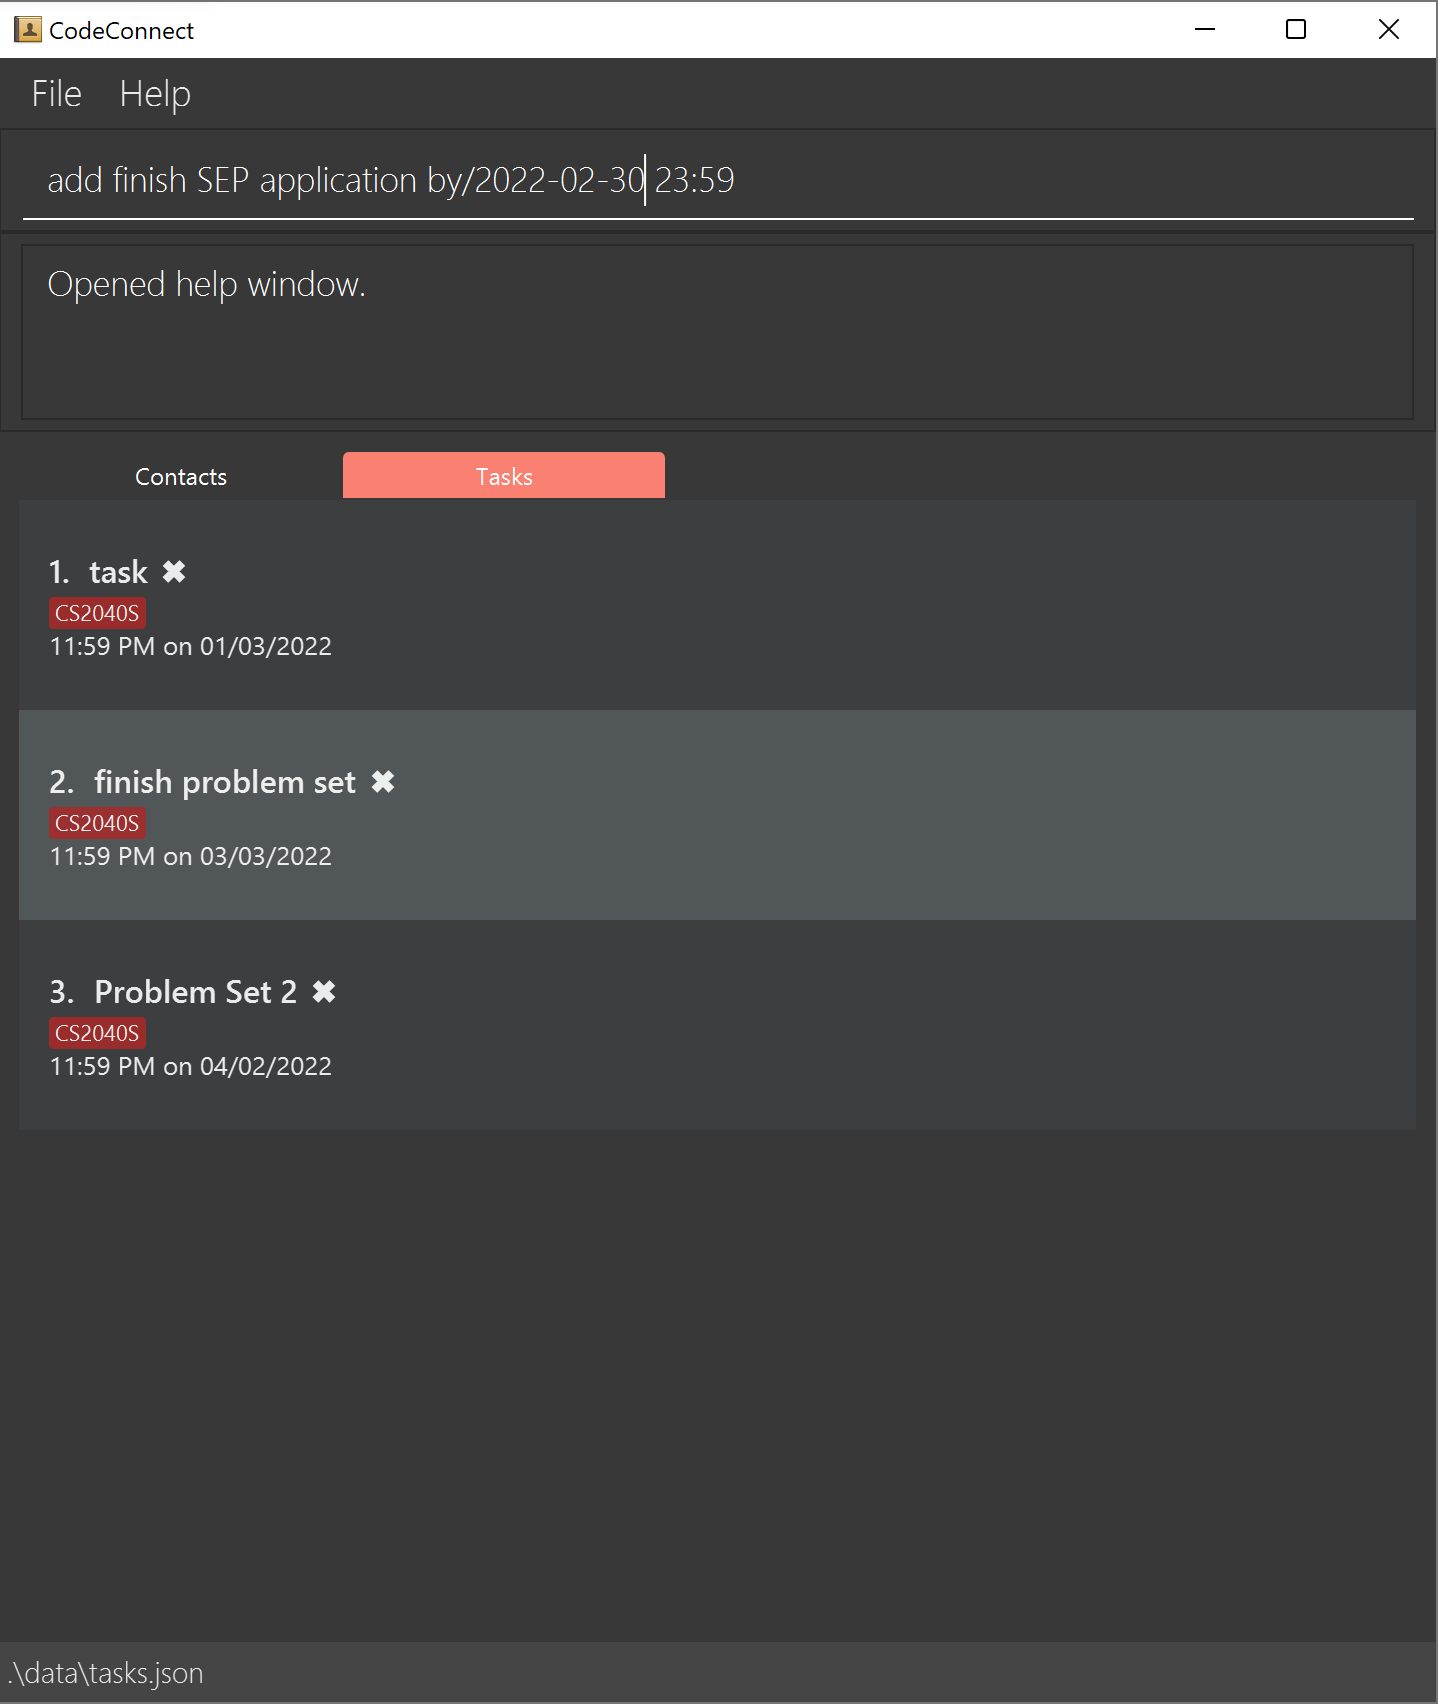 CodeConnect
File Help
add finish SEP application by/2022-02-30 23:59
Opened help window.
Contacts Tasks
1. task ✖
CS2040S
11:59 PM on 01/03/2022
2. finish problem set ✖
CS2040S
11:59 PM on 03/03/2022
3. Problem Set 2 ✖
CS2040S
11:59 PM on 04/02/2022
.\data\tasks.json